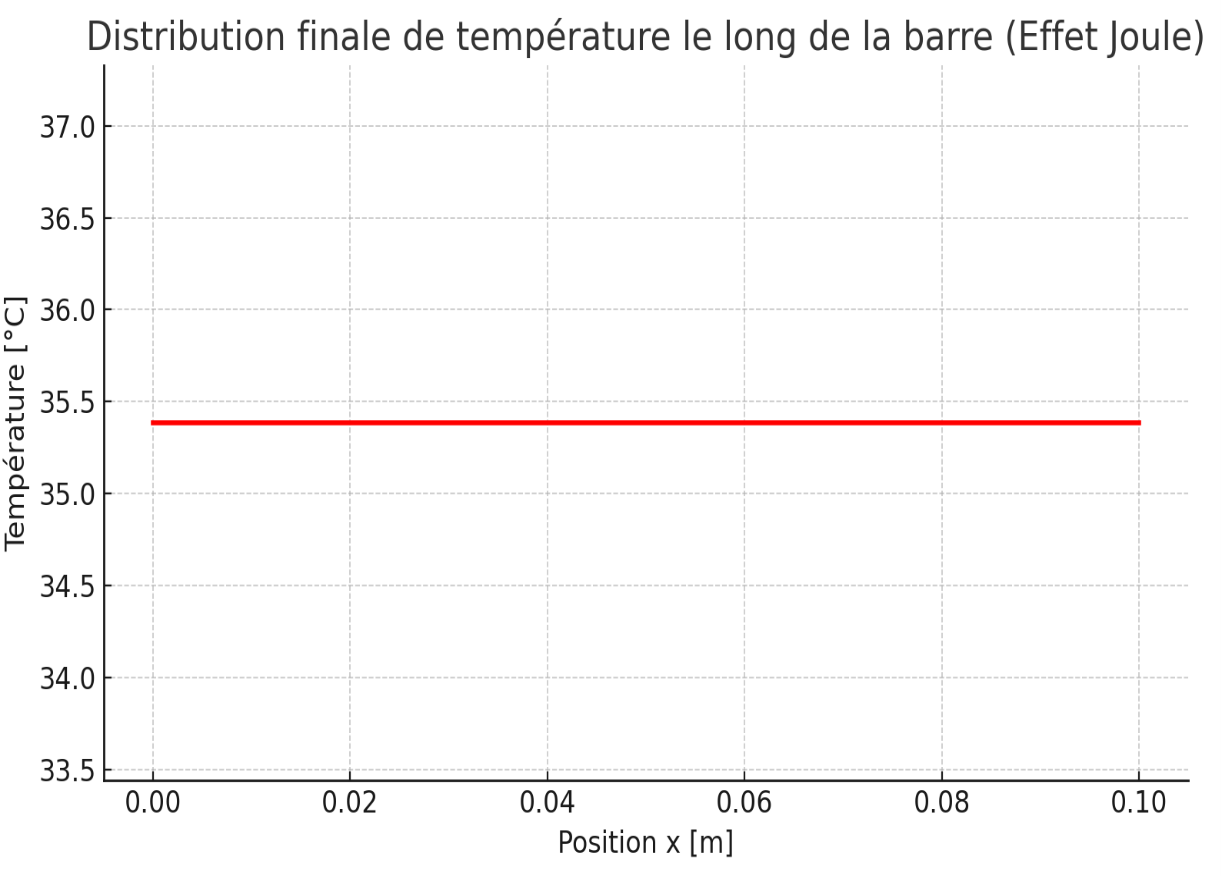 Distribution finale de température le long de la barre (Effet Joule)
37.0
36.5
36.0
35.5
35.0
34.5
34.0
33.5
Température [°C]
0.00 0.02 0.04 0.06 0.08 0.10
Position x [m]